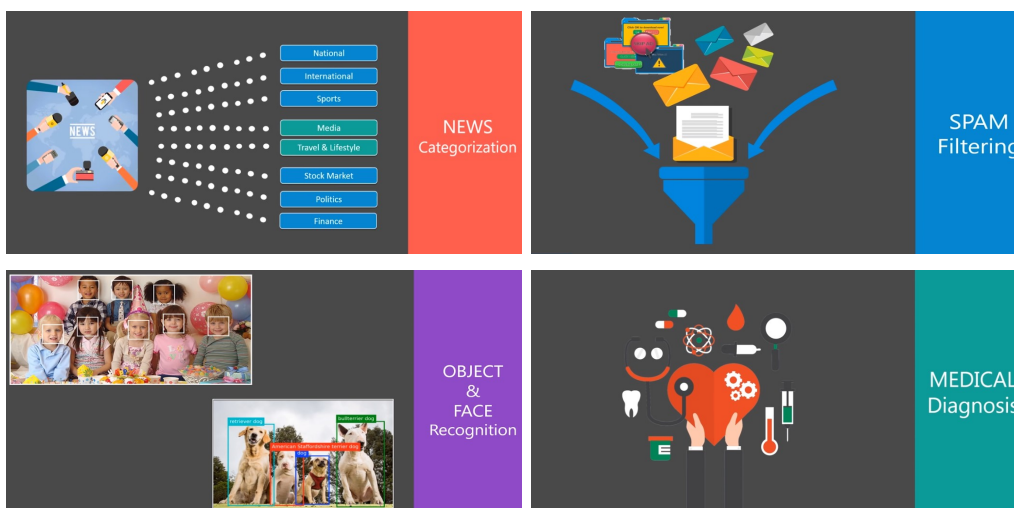 NEWS
National
International
Sports
Media
Travel & Lifestyle
Stock Market
Politics
Finance
NEWS
Categorization
SPAM
Filtering
OBJECT
&
FACE
Recognition
retriever dog
American Staffordshire terrier dog
dog
bullterrier dog
MEDICAL
Diagnosis
E